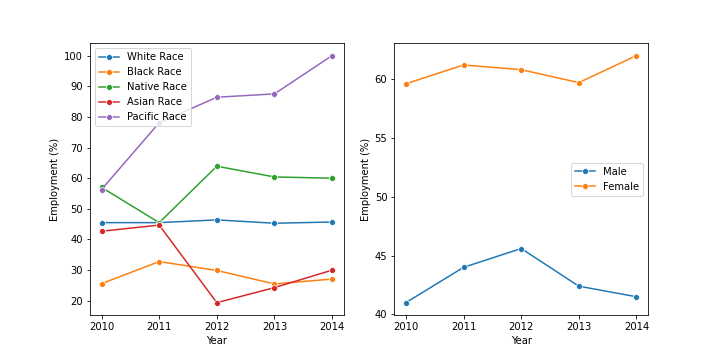 100
90
80
70
60
50
40
30
20
Employment (%)
White Race
Black Race
Native Race
Asian Race
Pacific Race
2010 2011 2012 2013 2014
Year
60
55
50
45
40
Employment (%)
Male
Female
2010 2011 2012 2013 2014
Year